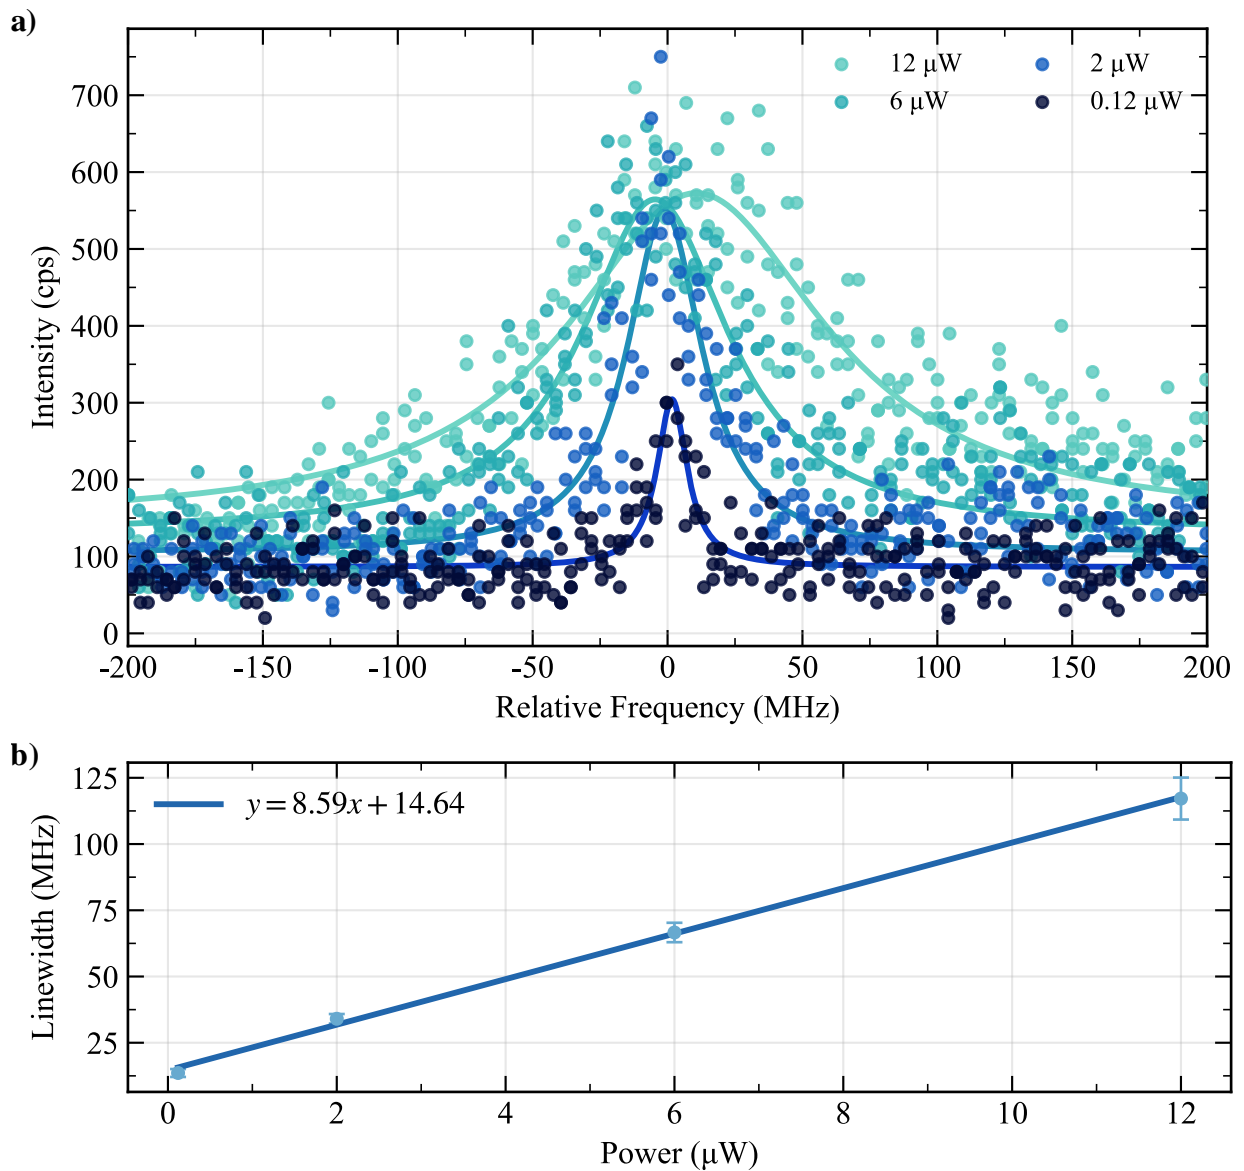 a)
12 μW
2 μW
6 μW
0.12 μW
700
600
500
400
300
200
100
0
Intensity (cps)
-200 -150 -100 -50 0 50 100 150 200
Relative Frequency (MHz)
b)
y = 8.59x + 14.64
125
100
75
50
25
Linewidth (MHz)
0 2 4 6 8 10 12
Power (μW)